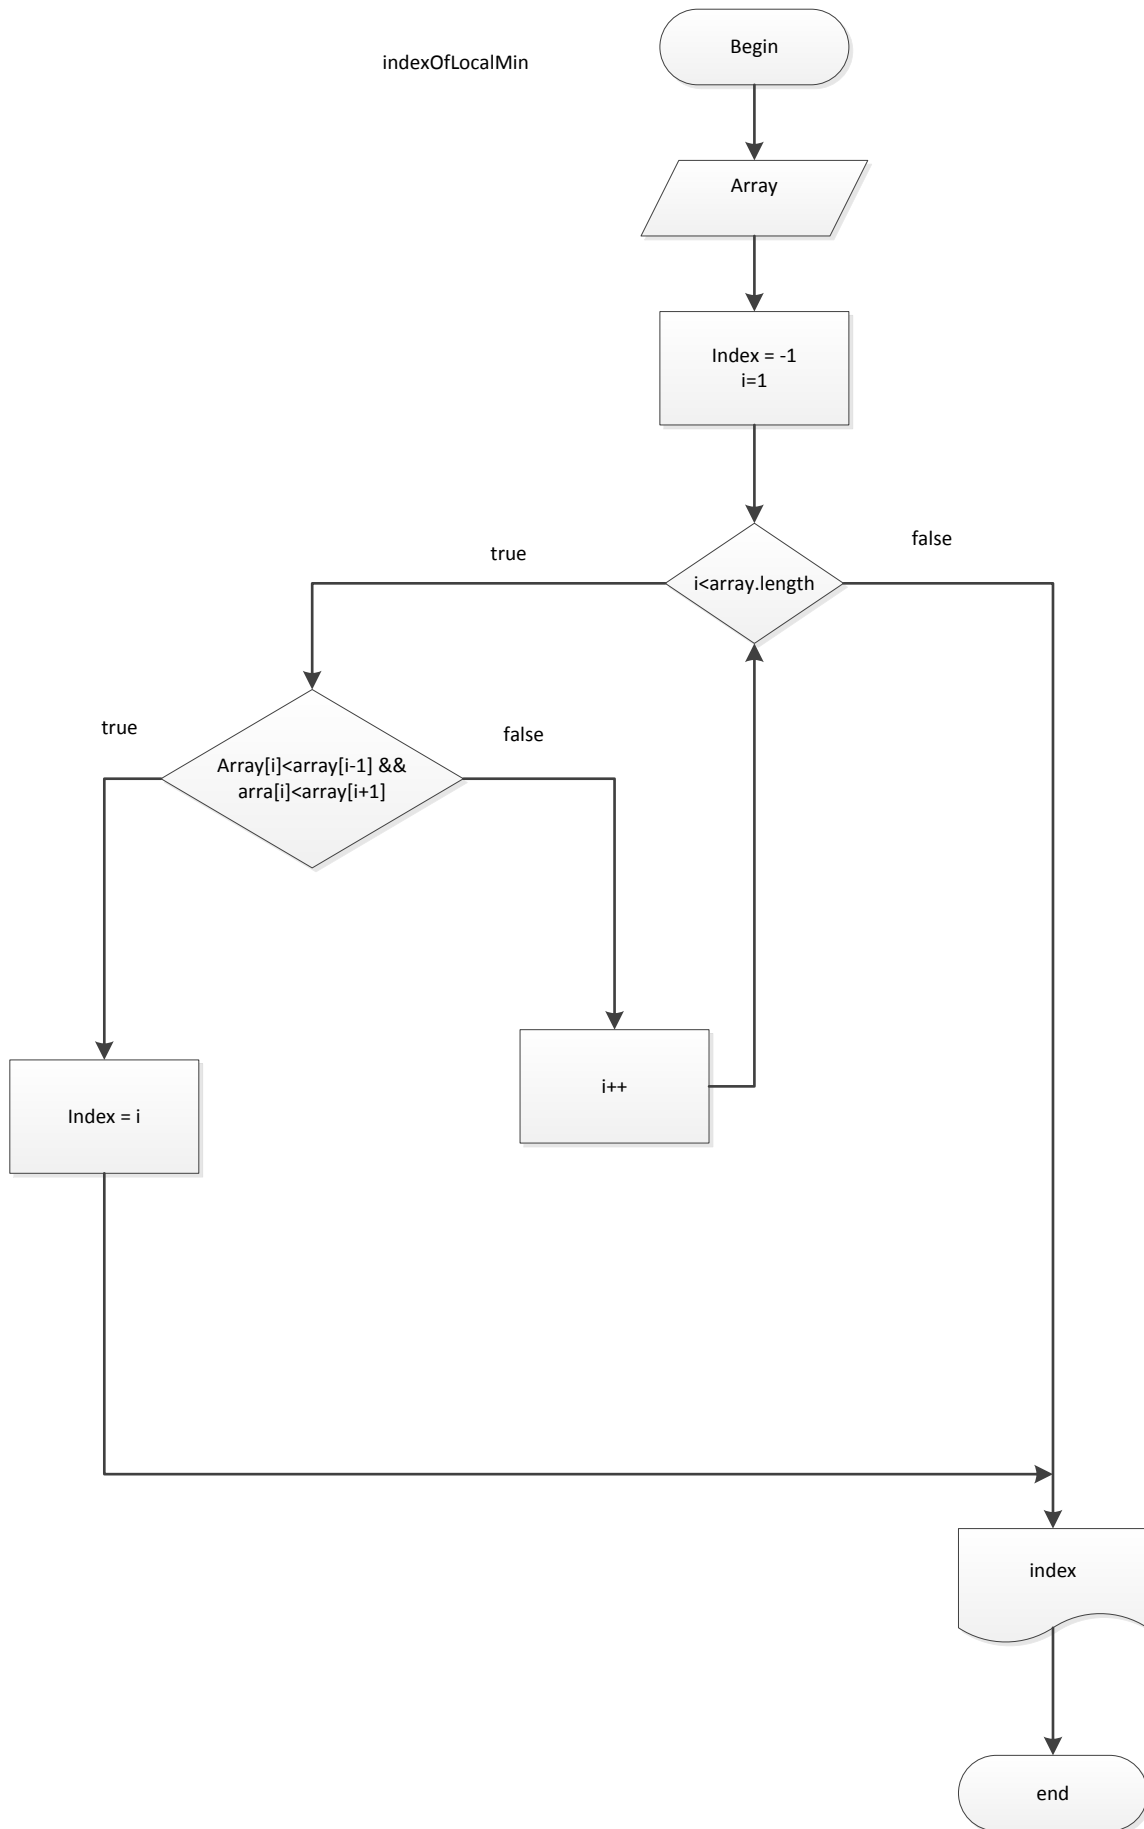 indexOfLocalMin
Begin
Array
Index = -1
i=1
i<array.length
true
false
Array[i]<array[i-1] &&
arra[i]<array[i+1]
true
false
Index = i
i++
index
end